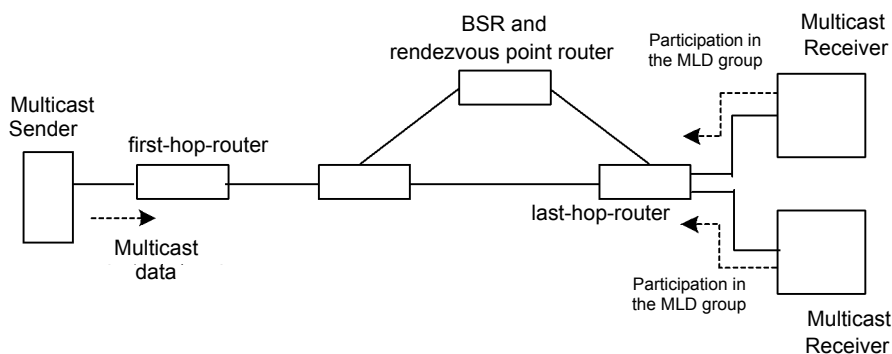 BSR and
rendezvous point router
Participation in
the MLD group
Multicast
Receiver
Multicast
Sender
first-hop-router
last-hop-router
Multicast
data
Participation in
the MLD group
Multicast
Receiver